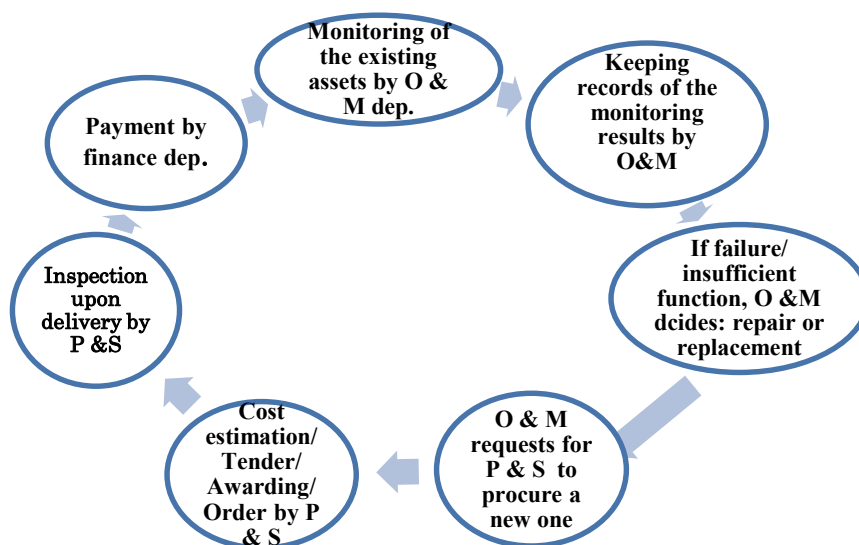 Monitoring of
the existing
assets by O &
M dep.
Keeping
records of the
monitoring
results by
O&M
If failure/
insufficient
function, O &M
dcides: repair or
replacement
O & M
requests for
P & S to
procure a
new one
Cost
estimation/
Tender/
Awarding/
Order by P
& S
Inspection
upon
delivery by
P &S
Payment by
finance dep.